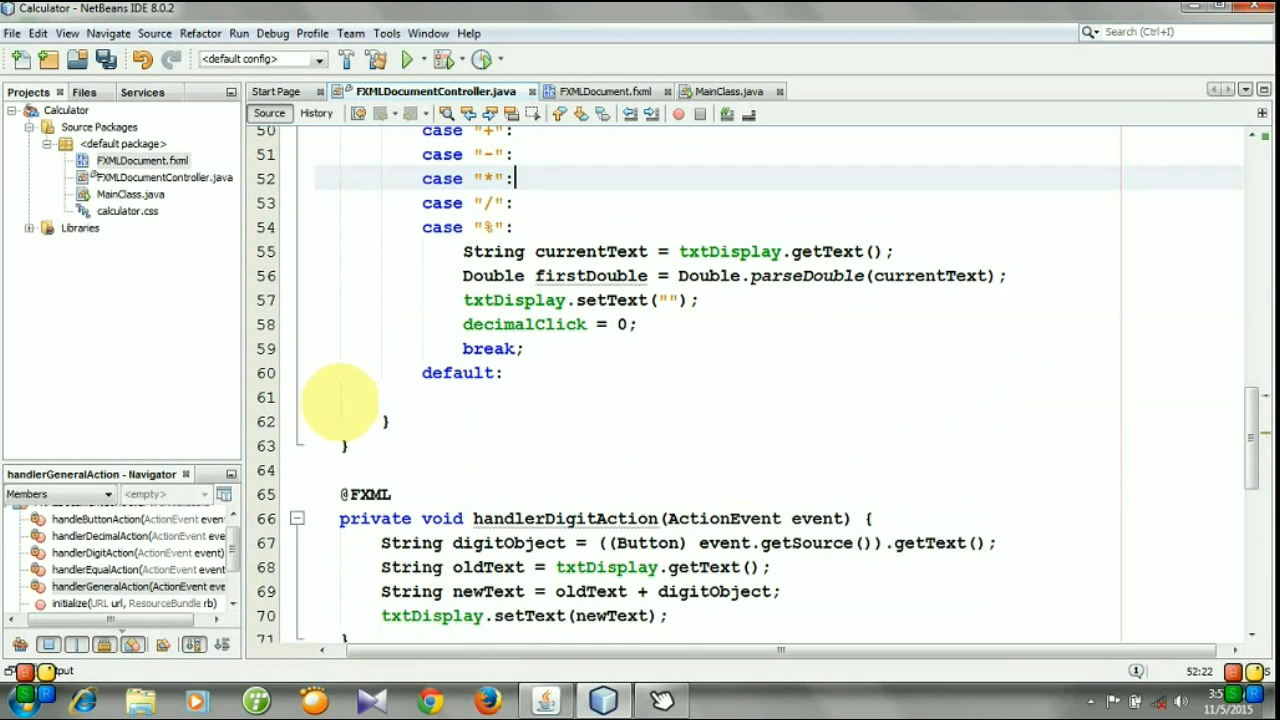 Calculator - NetBeans IDE 8.0.2
File Edit View Navigate Source Refactor Run Debug Profile Team Tools Window Help
Search (Ctrl+I)
<default config>
Projects Files Services
Start Page FXMLDocumentController.java FXMLDocument.fxml MainClass.java
Source History
Calculator
Source Packages
<default package>
FXMLDocument.fxml
FXMLDocumentController.java
MainClass.java
calculator.css
Libraries
50 case "+":
51 case "-":
52 case "*":
53 case "/":
54 case "%":
55 String currentText = txtDisplay.getText();
56 Double firstDouble = Double.parseDouble(currentText);
57 txtDisplay.setText("");
58 decimalClick = 0;
59 break;
60 default:
61
62 }
63 }
64
65 @FXML
66 private void handlerDigitAction(ActionEvent event) {
67 String digitObject = ((Button) event.getSource()).getText();
68 String oldText = txtDisplay.getText();
69 String newText = oldText + digitObject;
70 txtDisplay.setText(newText);
71 }
handlerGeneralAction - Navigator
Members <empty>
handleButtonAction(ActionEvent event
handlerDecimalAction(ActionEvent eve
handlerDigitAction(ActionEvent event)
handlerEqualAction(ActionEvent event
handlerGeneralAction(ActionEvent eve
initialize(URL url, ResourceBundle rb)
1 52:22
11/5/2015